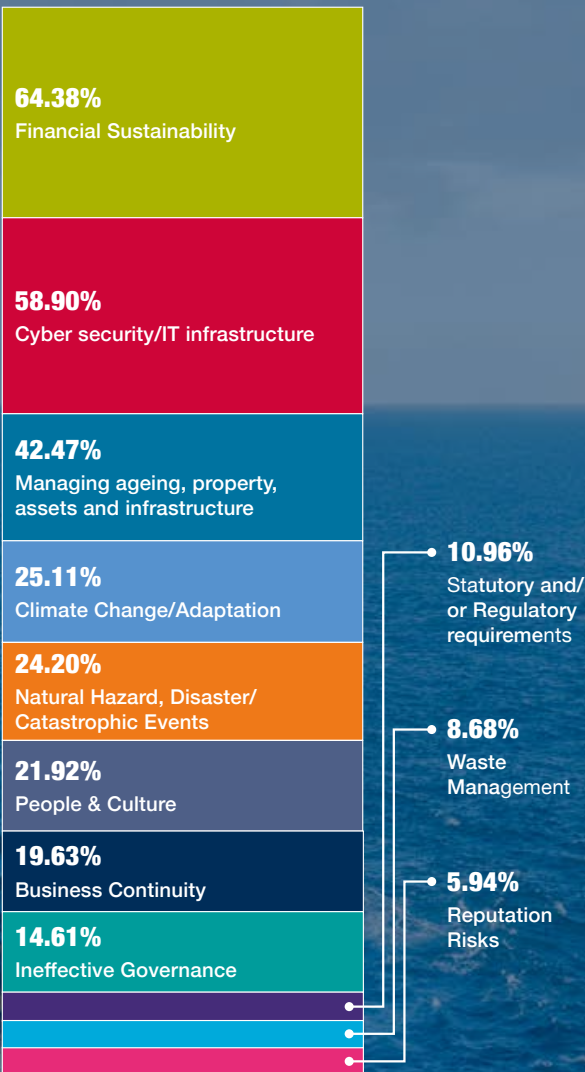 64.38%
Financial Sustainability
58.90%
Cyber security/IT infrastructure
42.47%
Managing ageing, property,
assets and infrastructure
25.11%
Climate Change/Adaptation
24.20%
Natural Hazard, Disaster/
Catastrophic Events
21.92%
People & Culture
19.63%
Business Continuity
14.61%
Ineffective Governance
10.96%
Statutory and/
or Regulatory
requirements
8.68%
Waste
Management
5.94%
Reputation
Risks